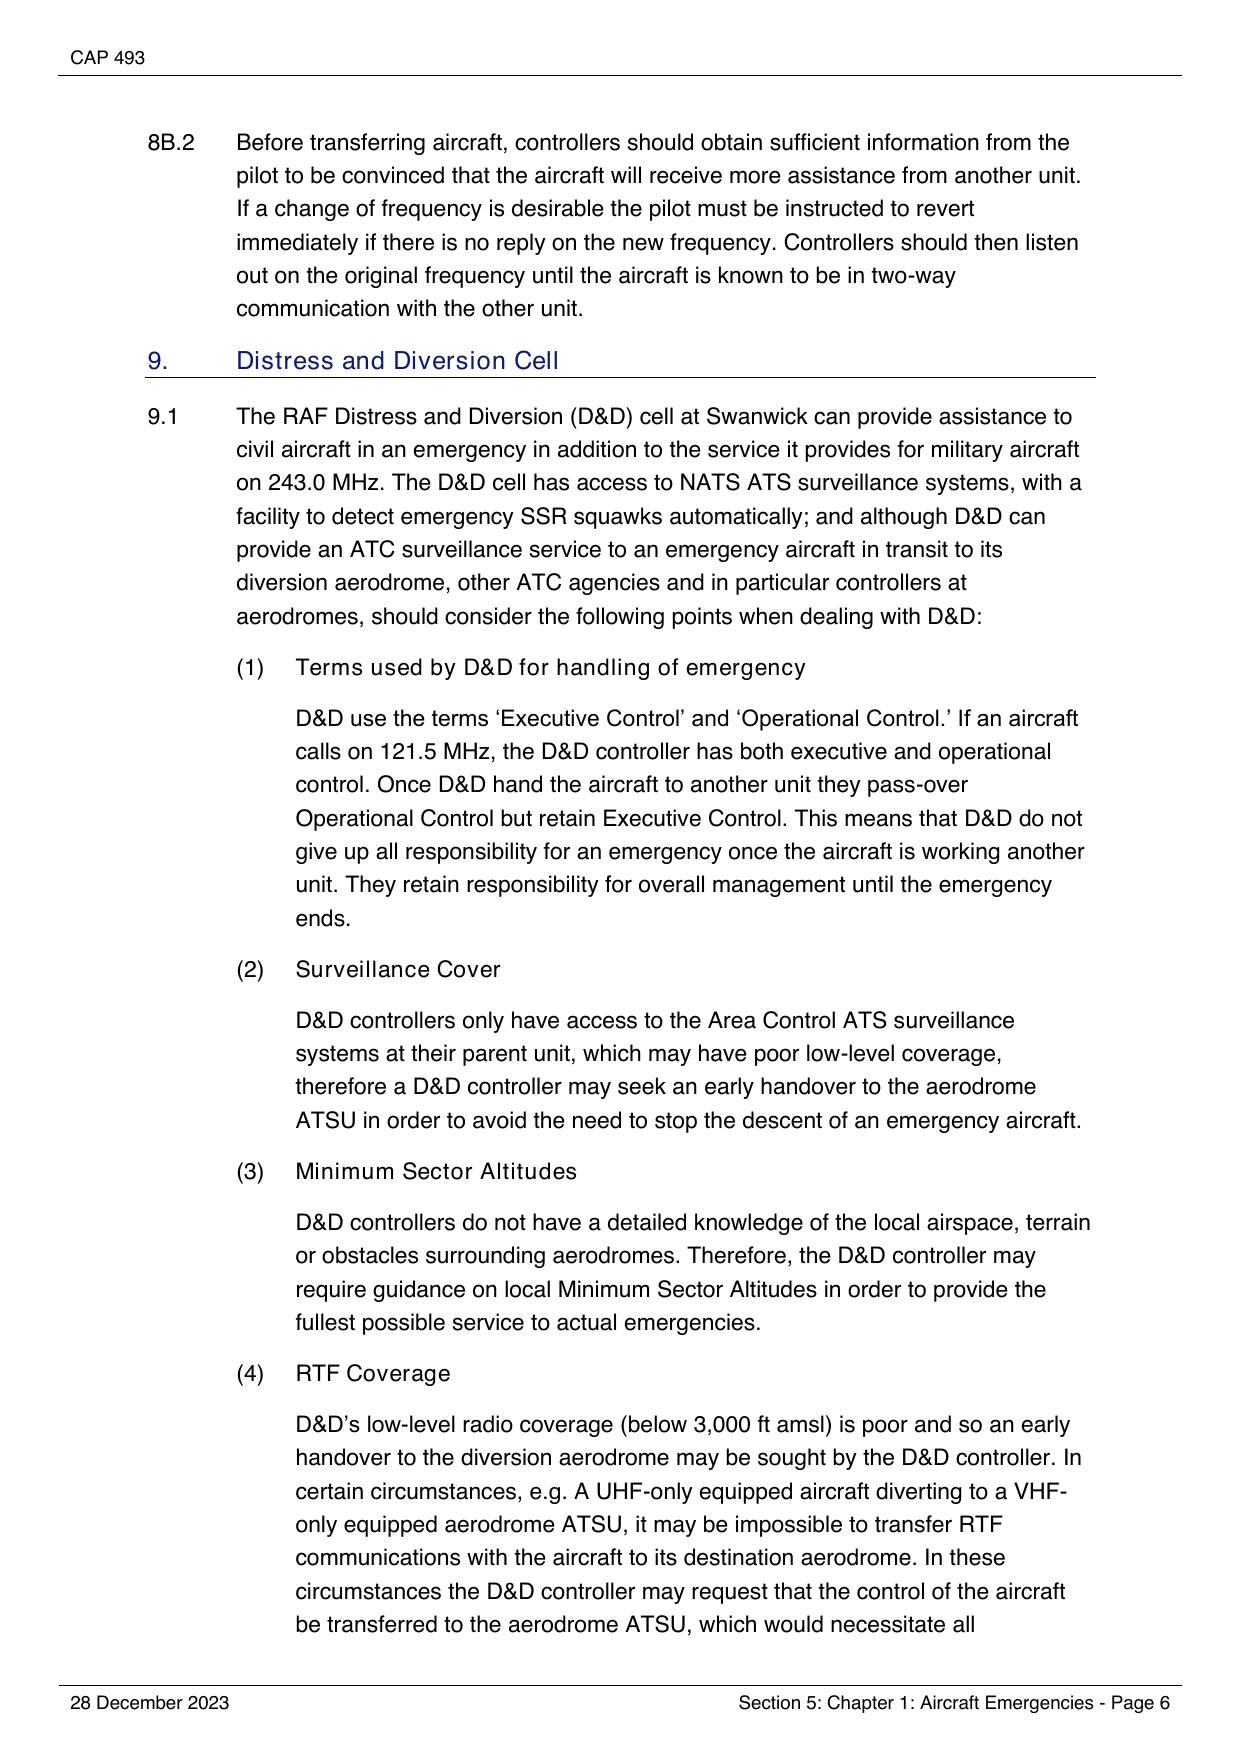 CAP 493
8B.2 Before transferring aircraft, controllers should obtain sufficient information from the
pilot to be convinced that the aircraft will receive more assistance from another unit.
If a change of frequency is desirable the pilot must be instructed to revert
immediately if there is no reply on the new frequency. Controllers should then listen
out on the original frequency until the aircraft is known to be in two-way
communication with the other unit.
9. Distress and Diversion Cell
9.1 The RAF Distress and Diversion (D&D) cell at Swanwick can provide assistance to
civil aircraft in an emergency in addition to the service it provides for military aircraft
on 243.0 MHz. The D&D cell has access to NATS ATS surveillance systems, with a
facility to detect emergency SSR squawks automatically; and although D&D can
provide an ATC surveillance service to an emergency aircraft in transit to its
diversion aerodrome, other ATC agencies and in particular controllers at
aerodromes, should consider the following points when dealing with D&D:
(1) Terms used by D&D for handling of emergency
D&D use the terms ‘Executive Control’ and ‘Operational Control.’ If an aircraft
calls on 121.5 MHz, the D&D controller has both executive and operational
control. Once D&D hand the aircraft to another unit they pass-over
Operational Control but retain Executive Control. This means that D&D do not
give up all responsibility for an emergency once the aircraft is working another
unit. They retain responsibility for overall management until the emergency
ends.
(2) Surveillance Cover
D&D controllers only have access to the Area Control ATS surveillance
systems at their parent unit, which may have poor low-level coverage,
therefore a D&D controller may seek an early handover to the aerodrome
ATSU in order to avoid the need to stop the descent of an emergency aircraft.
(3) Minimum Sector Altitudes
D&D controllers do not have a detailed knowledge of the local airspace, terrain
or obstacles surrounding aerodromes. Therefore, the D&D controller may
require guidance on local Minimum Sector Altitudes in order to provide the
fullest possible service to actual emergencies.
(4) RTF Coverage
D&D’s low-level radio coverage (below 3,000 ft amsl) is poor and so an early
handover to the diversion aerodrome may be sought by the D&D controller. In
certain circumstances, e.g. A UHF-only equipped aircraft diverting to a VHF-
only equipped aerodrome ATSU, it may be impossible to transfer RTF
communications with the aircraft to its destination aerodrome. In these
circumstances the D&D controller may request that the control of the aircraft
be transferred to the aerodrome ATSU, which would necessitate all
28 December 2023 Section 5: Chapter 1: Aircraft Emergencies - Page 6